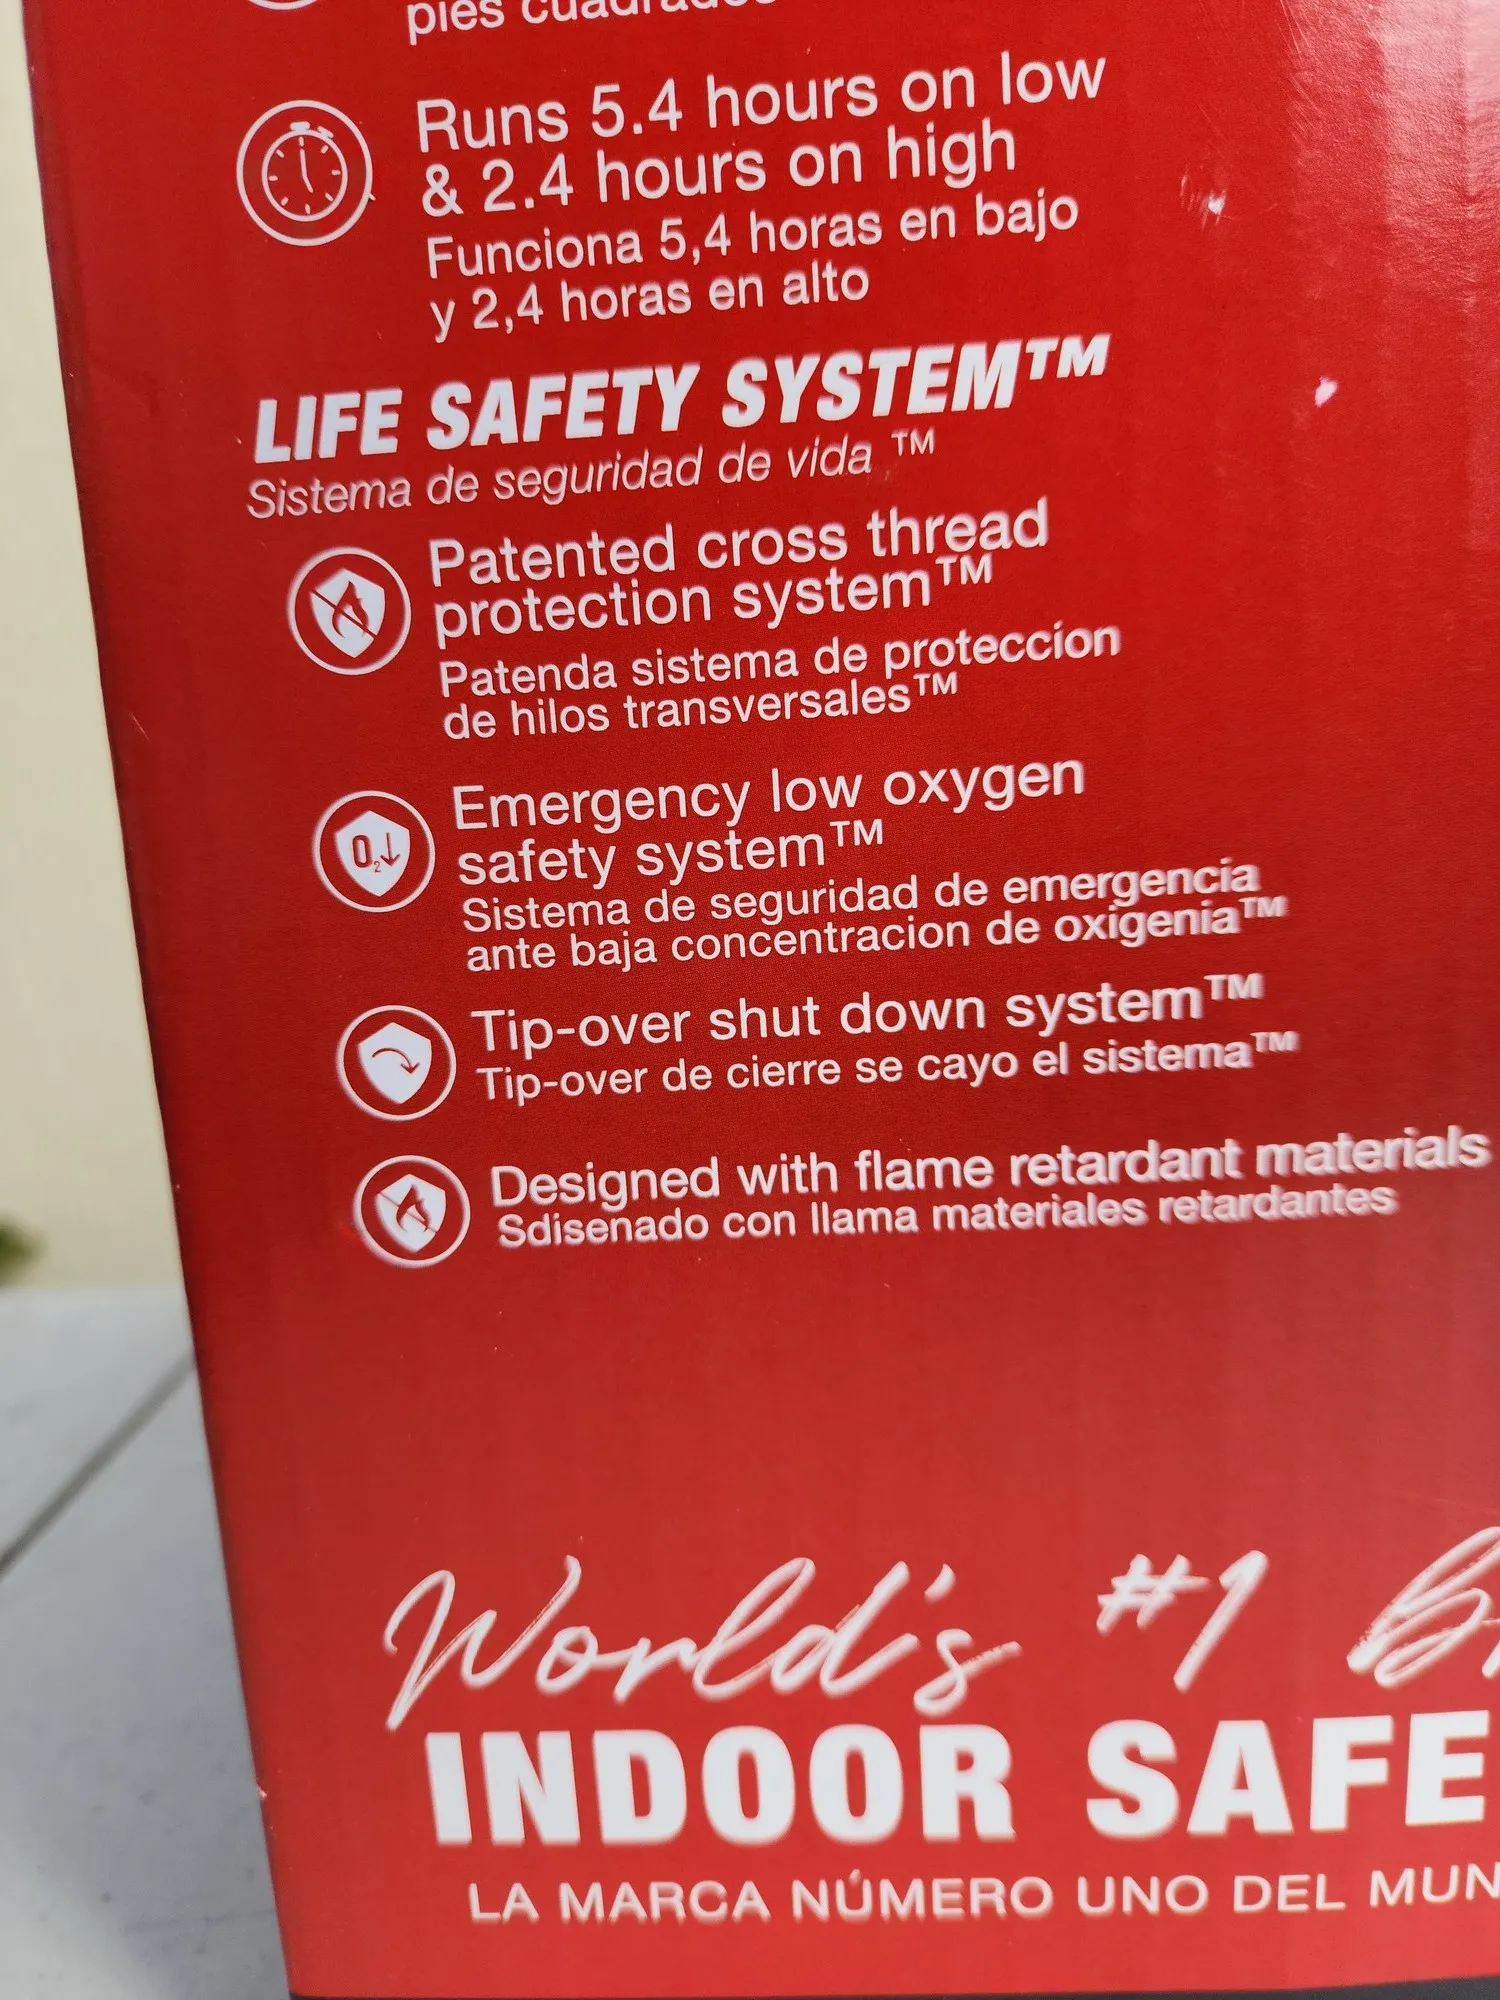 pies cuadrados
Runs 5.4 hours on low
& 2.4 hours on high
Funciona 5,4 horas en bajo
y 2,4 horas en alto
LIFE SAFETY SYSTEM™
Sistema de seguridad de vida ™
Patented cross thread
protection system™
Patenda sistema de proteccion
de hilos transversales™
O₂↓
Emergency low oxygen
safety system™
Sistema de seguridad de emergencia
ante baja concentracion de oxigenia™
Tip-over shut down system™
Tip-over de cierre se cayo el sistema™
Designed with flame retardant materials
Sdisenado con llama materiales retardantes
World's #1
INDOOR SAFE
LA MARCA NÚMERO UNO DEL